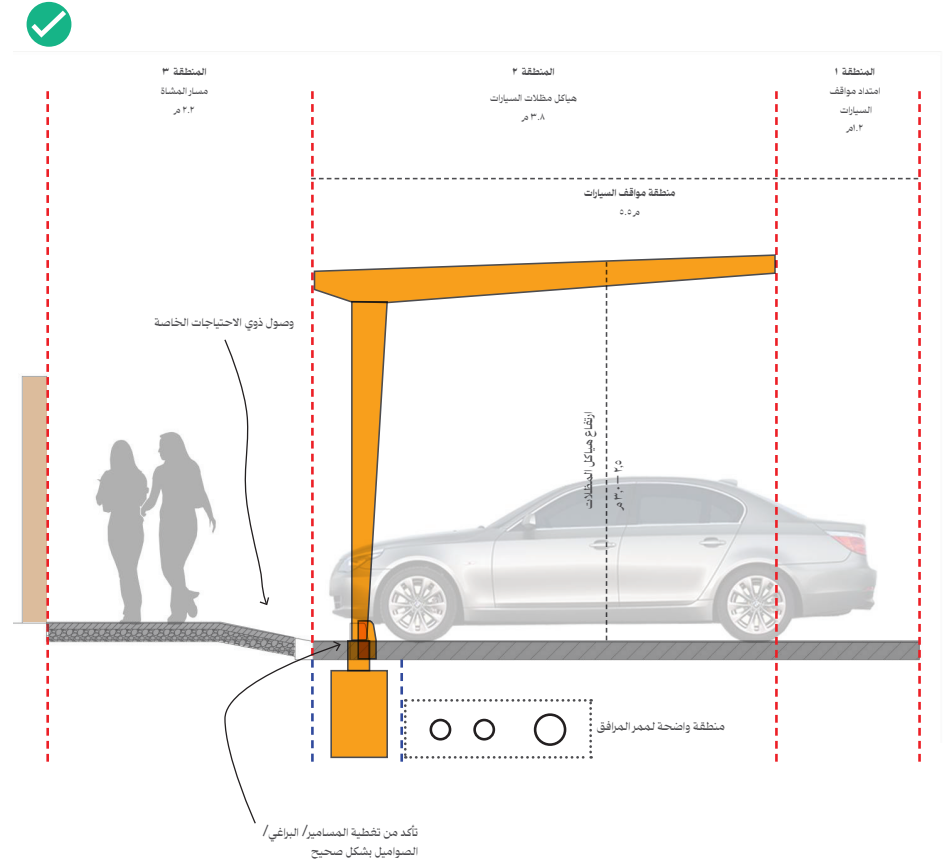 المنطقة ١
امتداد مواقف
السيارات
١.٢م
المنطقة ٢
هياكل مظلات السيارات
٣.٨ م
المنطقة ٣
مسار المشاة
٢.٢ م
منطقة مواقف السيارات
٥.٥ م
وصول ذوي الاحتياجات الخاصة
ارتفاع هياكل المظلات
٢,٥ – ٣,٠ م
منطقة واضحة لممر المرافق
تأكد من تغطية المسامير/ البراغي/
الصواميل بشكل صحيح